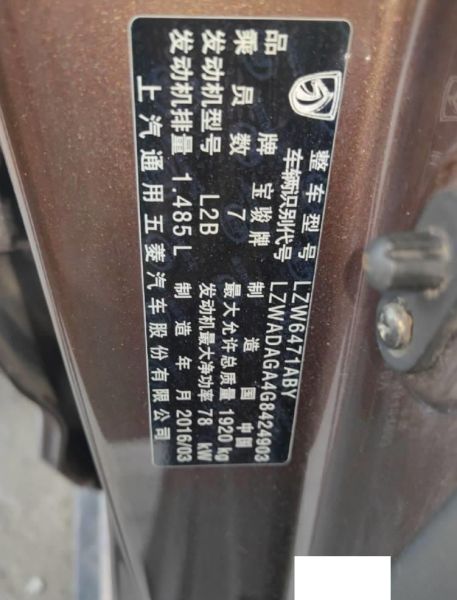 整车型号 LZW6471ABY
车辆识别代号 LZWADAGA4G8424903
品牌 宝骏牌 制造国 中国
乘员数 7 最大允许总质量 1920 kg
发动机型号 L2B 发动机最大净功率 78 kW
发动机排量 1.485 L 制造年月 2016/03
上汽通用五菱汽车股份有限公司